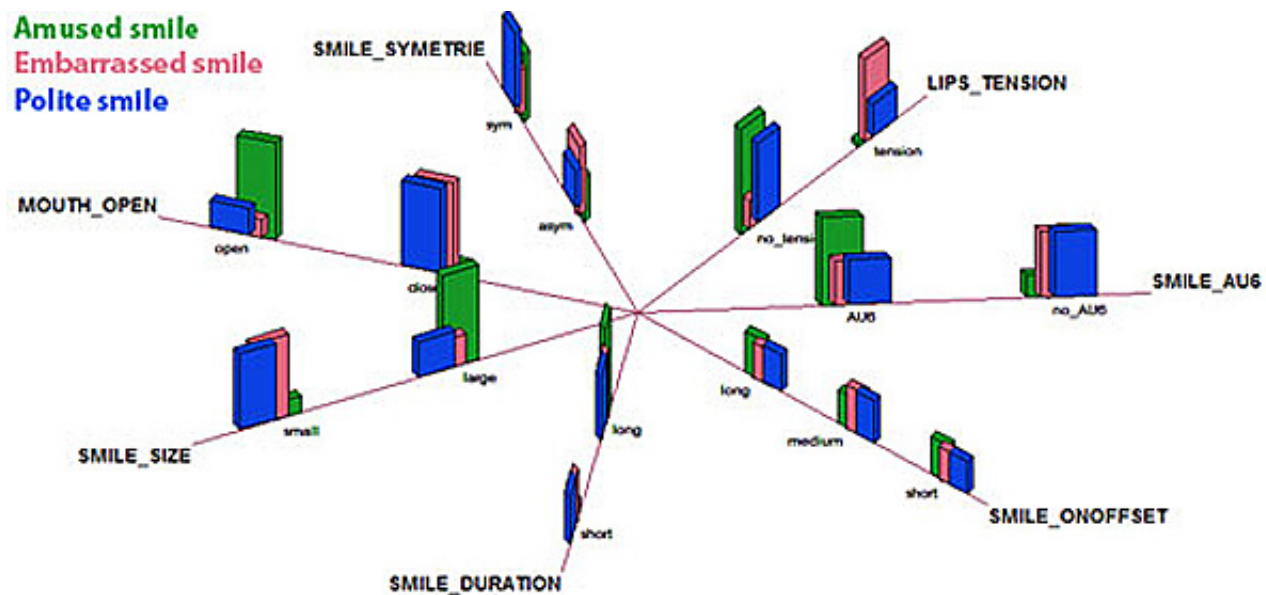 Amused smile
Embarrassed smile
Polite smile
SMILE_SYMETRIE
LIPS_TENSION
sym
tension
MOUTH_OPEN
asym
open
no_tensi
close
SMILE_AU6
AU6
no_AU6
large
long
small
long
medium
SMILE_SIZE
short
SMILE_ONOFFSET
short
SMILE_DURATION